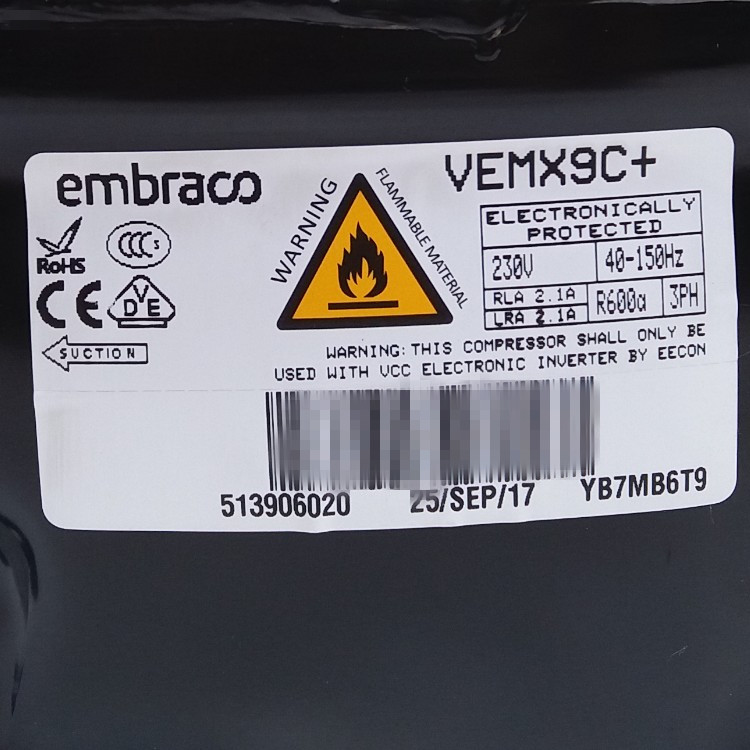 embraco
VEMX9C+
WARNING
FLAMMABLE MATERIAL
RoHS
CCC S
CE
VDE
SUCTION
ELECTRONICALLY
PROTECTED
230V 40-150Hz
RLA 2.1A
LRA 2.1A
R600a 3PH
WARNING: THIS COMPRESSOR SHALL ONLY BE
USED WITH VCC ELECTRONIC INVERTER BY EECON
513906020 25/SEP/17 YB7MB6T9